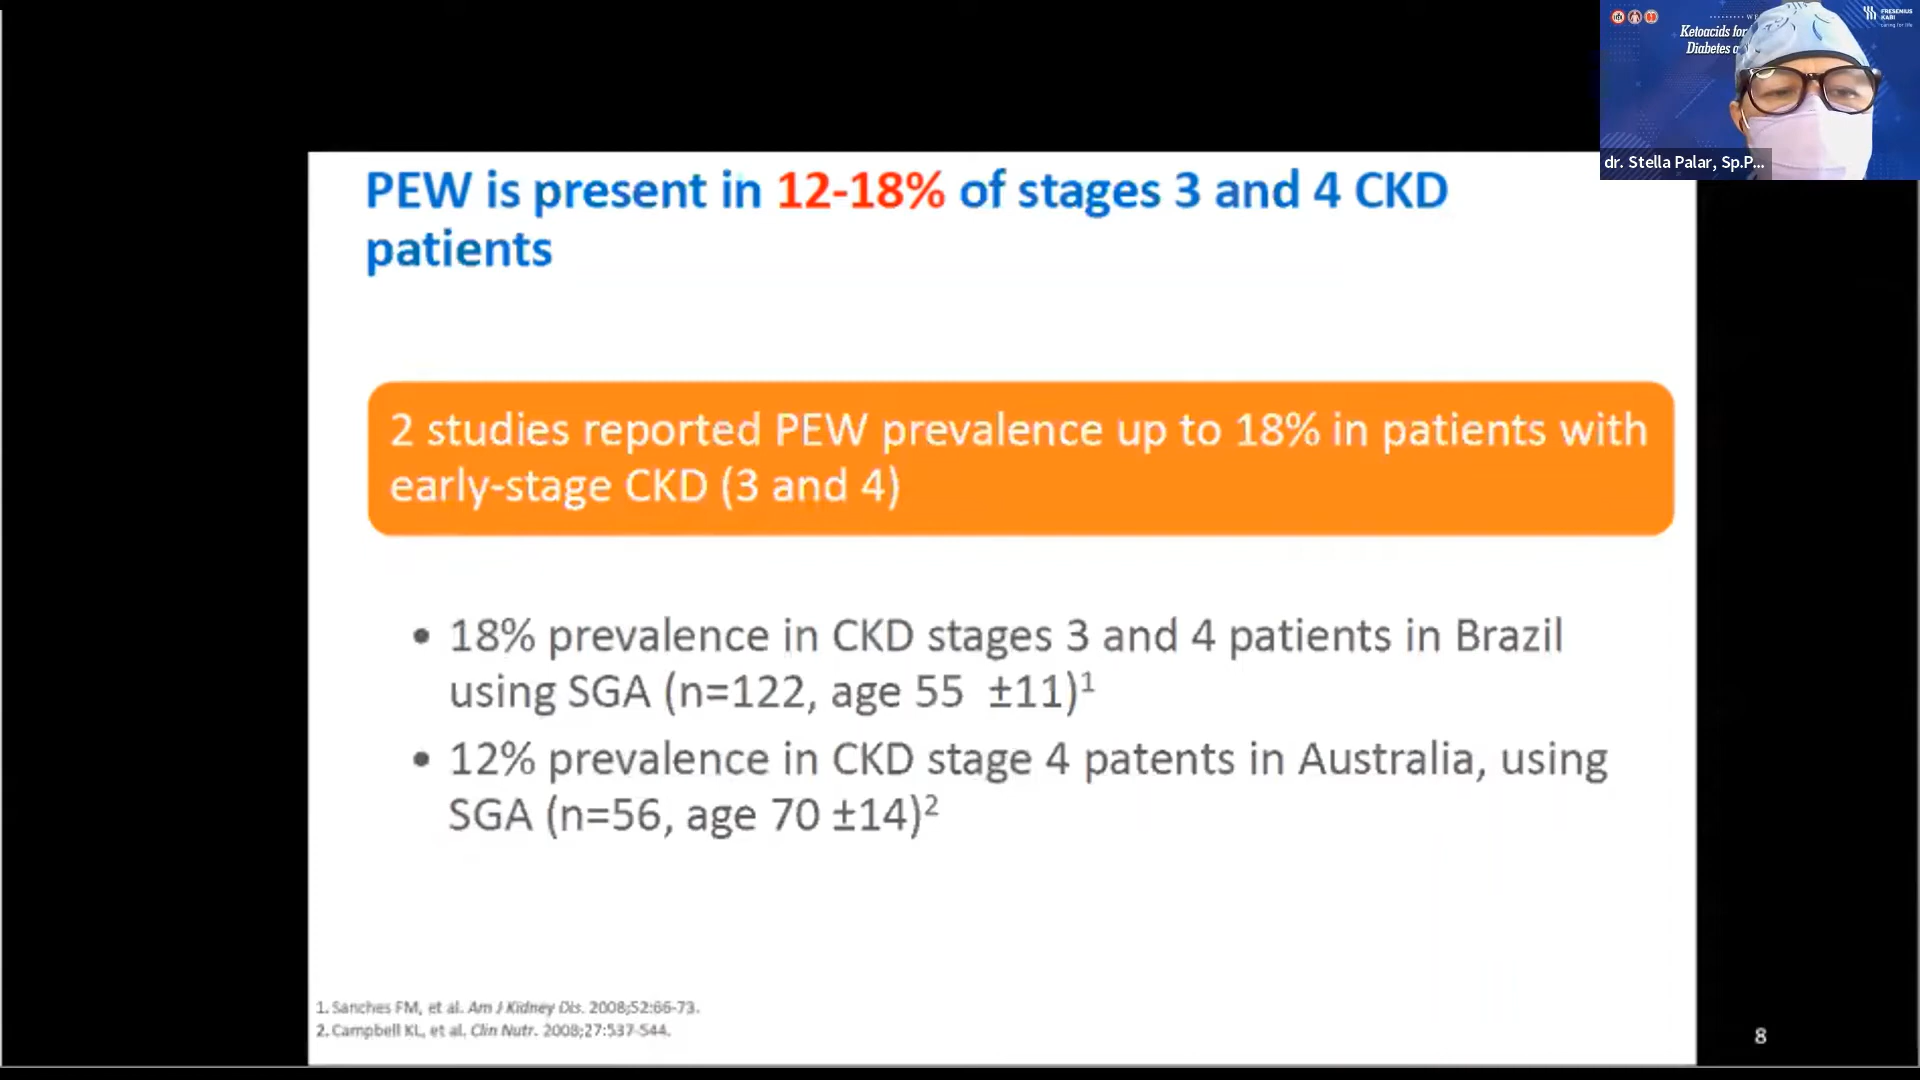 PEW is present in 12-18% of stages 3 and 4 CKD
patients
2 studies reported PEW prevalence up to 18% in patients with
early-stage CKD (3 and 4)
• 18% prevalence in CKD stages 3 and 4 patients in Brazil
using SGA (n=122, age 55 ±11)1
• 12% prevalence in CKD stage 4 patents in Australia, using
SGA (n=56, age 70 ±14)2
1. Sanches FM, et al. Am J Kidney Dis. 2008;52:66-73.
2. Campbell KL, et al. Clin Nutr. 2008;27:537-544.
8
Ketoacids for
Diabetes
FRESENIUS
KABI
caring for life
dr. Stella Palar, Sp.P...